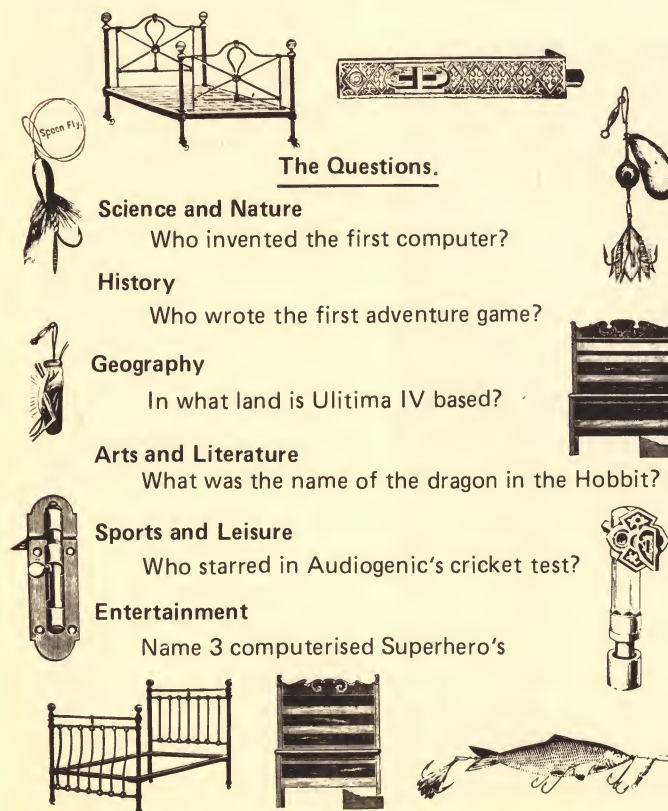 Spoon Fly.
The Questions.
Science and Nature
Who invented the first computer?
History
Who wrote the first adventure game?
Geography
In what land is Ulitima IV based?
Arts and Literature
What was the name of the dragon in the Hobbit?
Sports and Leisure
Who starred in Audiogenic's cricket test?
Entertainment
Name 3 computerised Superhero's